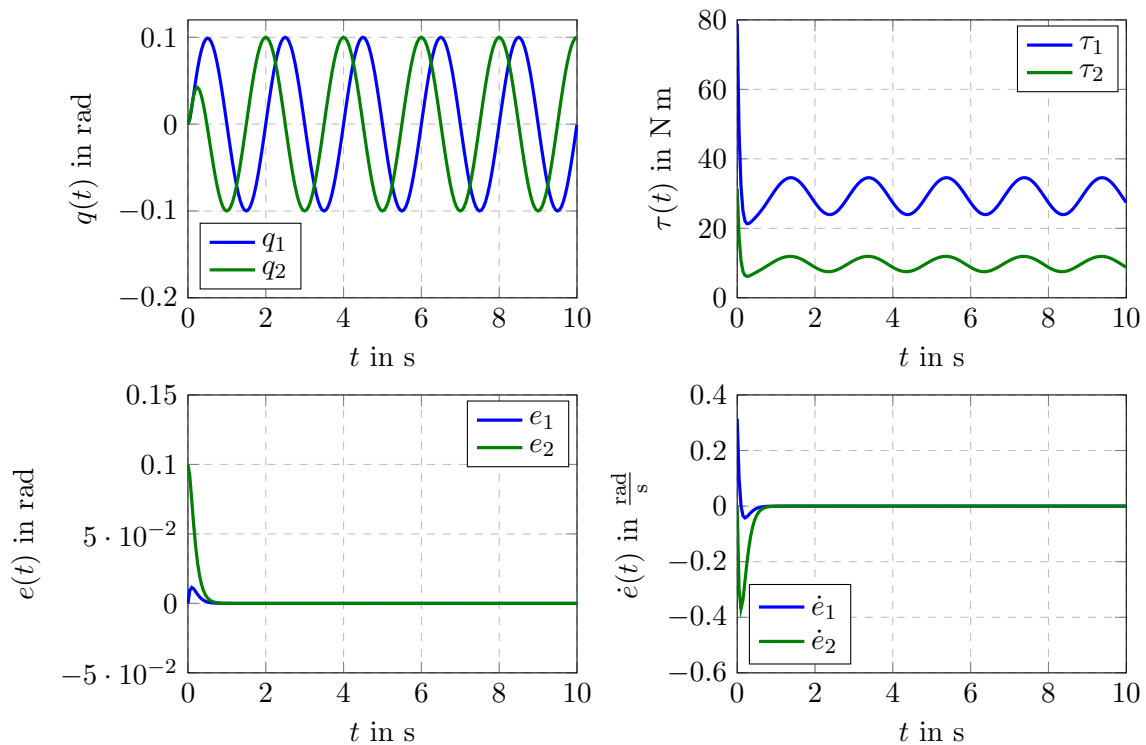 0.1
0
−0.1
−0.2
q(t) in rad
q₁
q₂
0 2 4 6 8 10
t in s
80
60
40
20
0
τ(t) in N m
τ₁
τ₂
0 2 4 6 8 10
t in s
0.15
0.1
5 · 10⁻²
0
−5 · 10⁻²
e(t) in rad
e₁
e₂
0 2 4 6 8 10
t in s
0.4
0.2
0
−0.2
−0.4
−0.6
ė(t) in rad/s
ė₁
ė₂
0 2 4 6 8 10
t in s